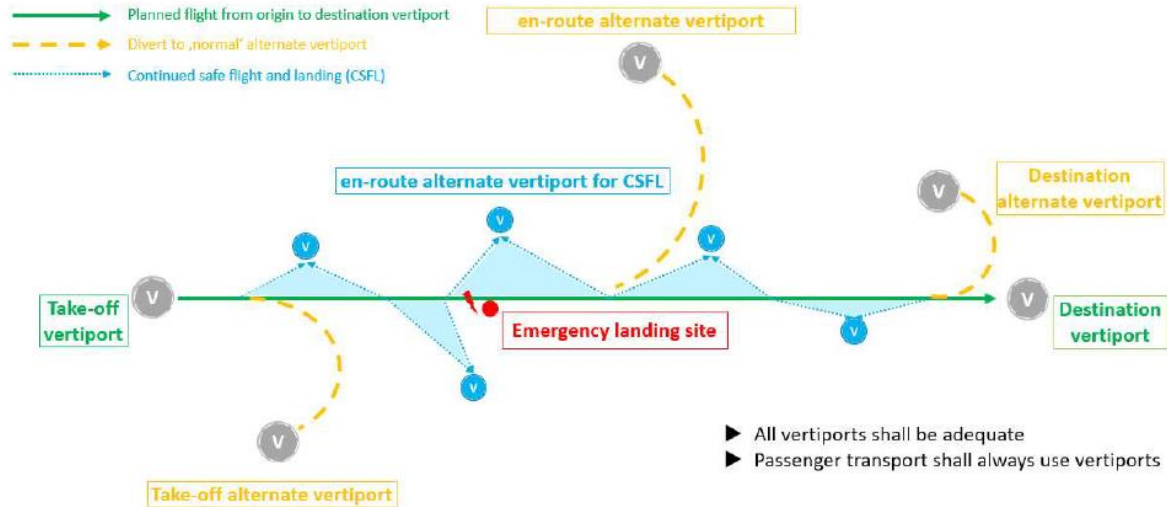 Planned flight from origin to destination vertiport
Divert to ‚normal' alternate vertiport
Continued safe flight and landing (CSFL)
en-route alternate vertiport
V
en-route alternate vertiport for CSFL
V
Destination
alternate vertiport
V
V
V
V
Take-off
vertiport
Emergency landing site
V
Destination
vertiport
V
V
V
Take-off alternate vertiport
All vertiports shall be adequate
Passenger transport shall always use vertiports